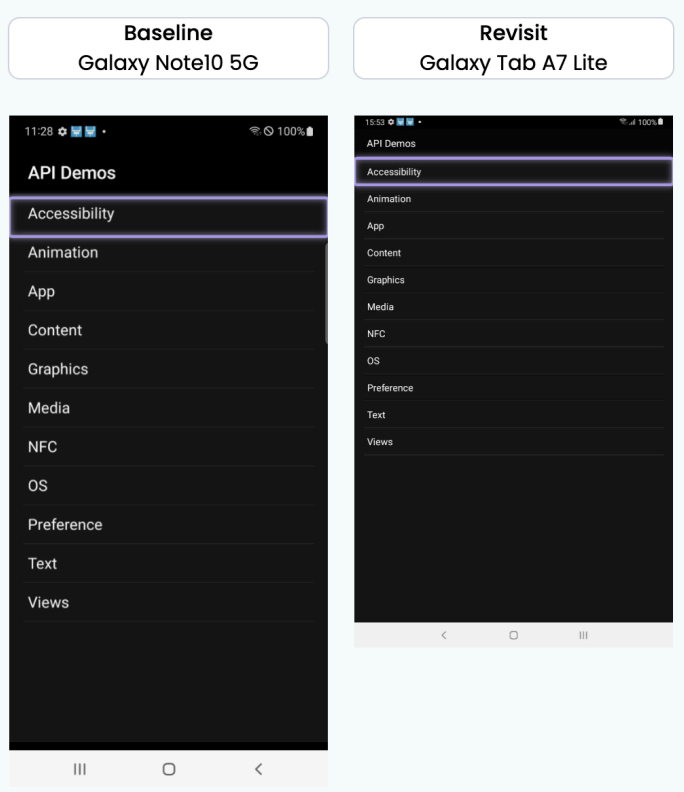 Baseline
Galaxy Note10 5G
11:28
100%
API Demos
Accessibility
Animation
App
Content
Graphics
Media
NFC
OS
Preference
Text
Views
Revisit
Galaxy Tab A7 Lite
15:53
100%
API Demos
Accessibility
Animation
App
Content
Graphics
Media
NFC
OS
Preference
Text
Views